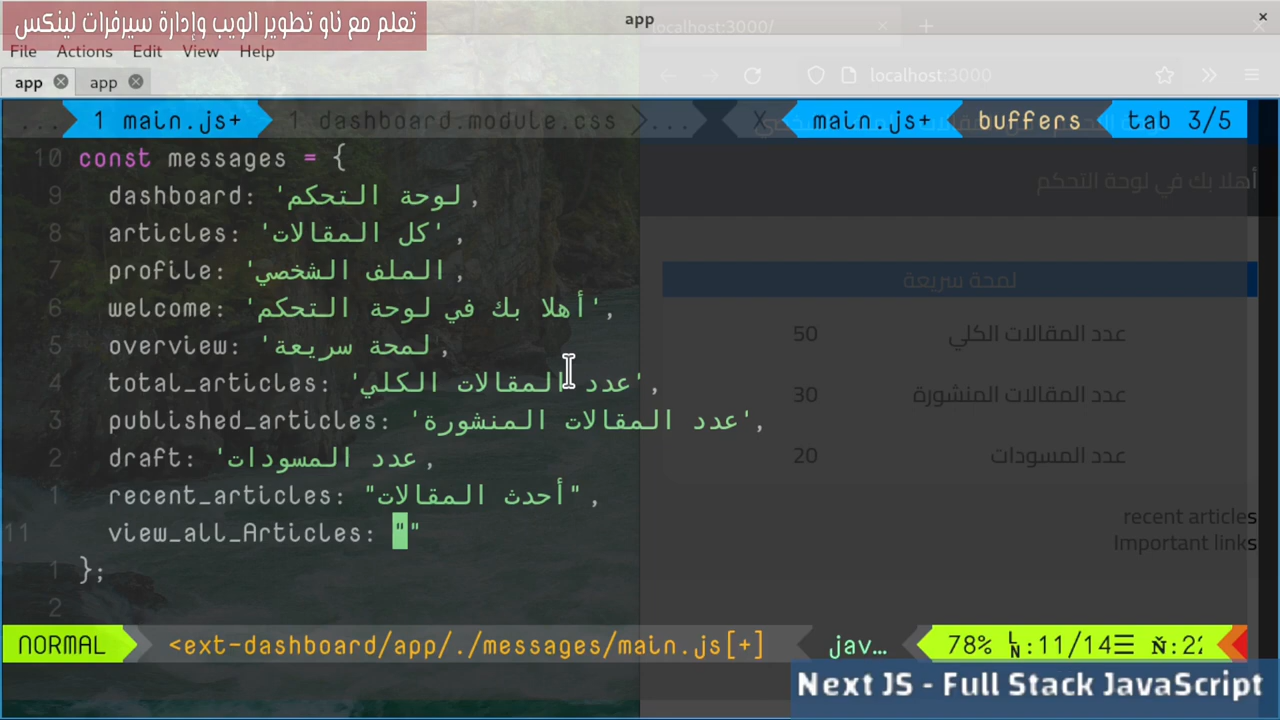 تعلم مع ناو تطوير الويب وإدارة سيرفرات لينكس
app
localhost:3000/
File Actions Edit View Help
localhost:3000
app app
... 1 main.js+ 1 dashboard.module.css ... X main.js+ buffers tab 3/5
10 const messages = {
9 dashboard: 'لوحة التحكم',
8 articles: 'كل المقالات',
7 profile: 'الملف الشخصي',
6 welcome: 'أهلا بك في لوحة التحكم',
5 overview: 'لمحة سريعة',
4 total_articles: 'عدد المقالات الكلي',
3 published_articles: 'عدد المقالات المنشورة',
2 draft: 'عدد المسودات',
1 recent_articles: "أحدث المقالات",
11 view_all_Articles: ""
1 };
2
أهلا بك في لوحة التحكم
لمحة سريعة
عدد المقالات الكلي 50
عدد المقالات المنشورة 30
عدد المسودات 20
recent articles
Important links
NORMAL <ext-dashboard/app/./messages/main.js[+] jav… 78% :11/14
Next JS - Full Stack JavaScript